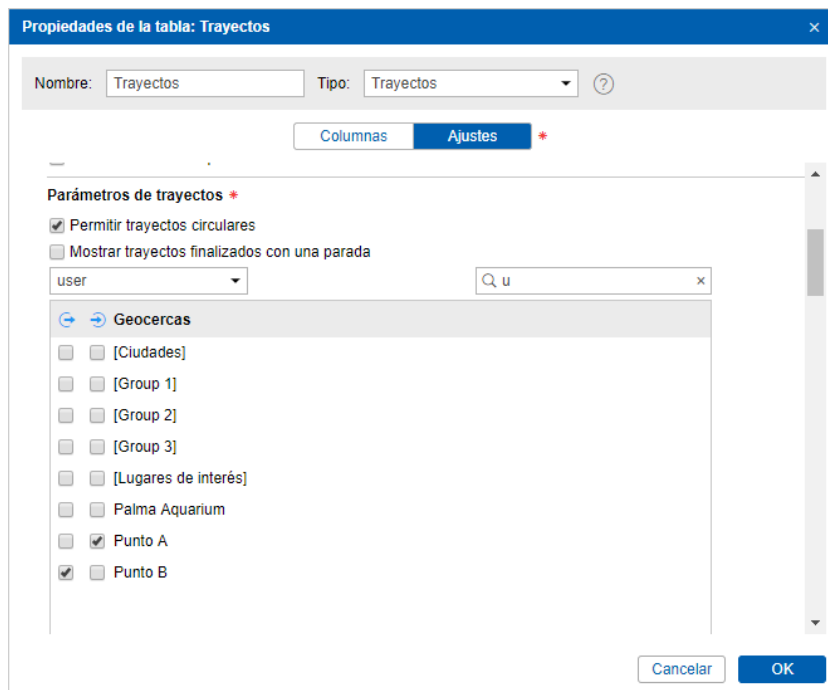 Propiedades de la tabla: Trayectos
Nombre: Trayectos Tipo: Trayectos
Columnas Ajustes *
Parámetros de trayectos *
Permitir trayectos circulares
Mostrar trayectos finalizados con una parada
user u
Geocercas
[Ciudades]
[Group 1]
[Group 2]
[Group 3]
[Lugares de interés]
Palma Aquarium
Punto A
Punto B
Cancelar OK